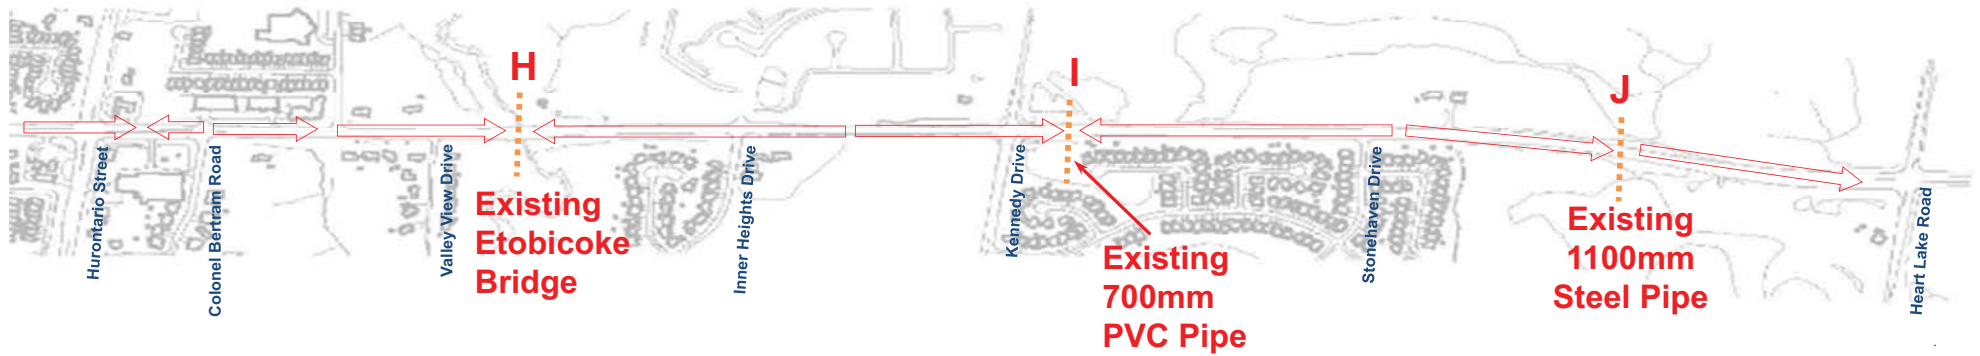 H
I
J
Hurontario Street
Colonel Bertram Road
Valley View Drive
Existing
Etobicoke
Bridge
Inner Heights Drive
Kennedy Drive
Existing
700mm
PVC Pipe
Stonehaven Drive
Existing
1100mm
Steel Pipe
Heart Lake Road